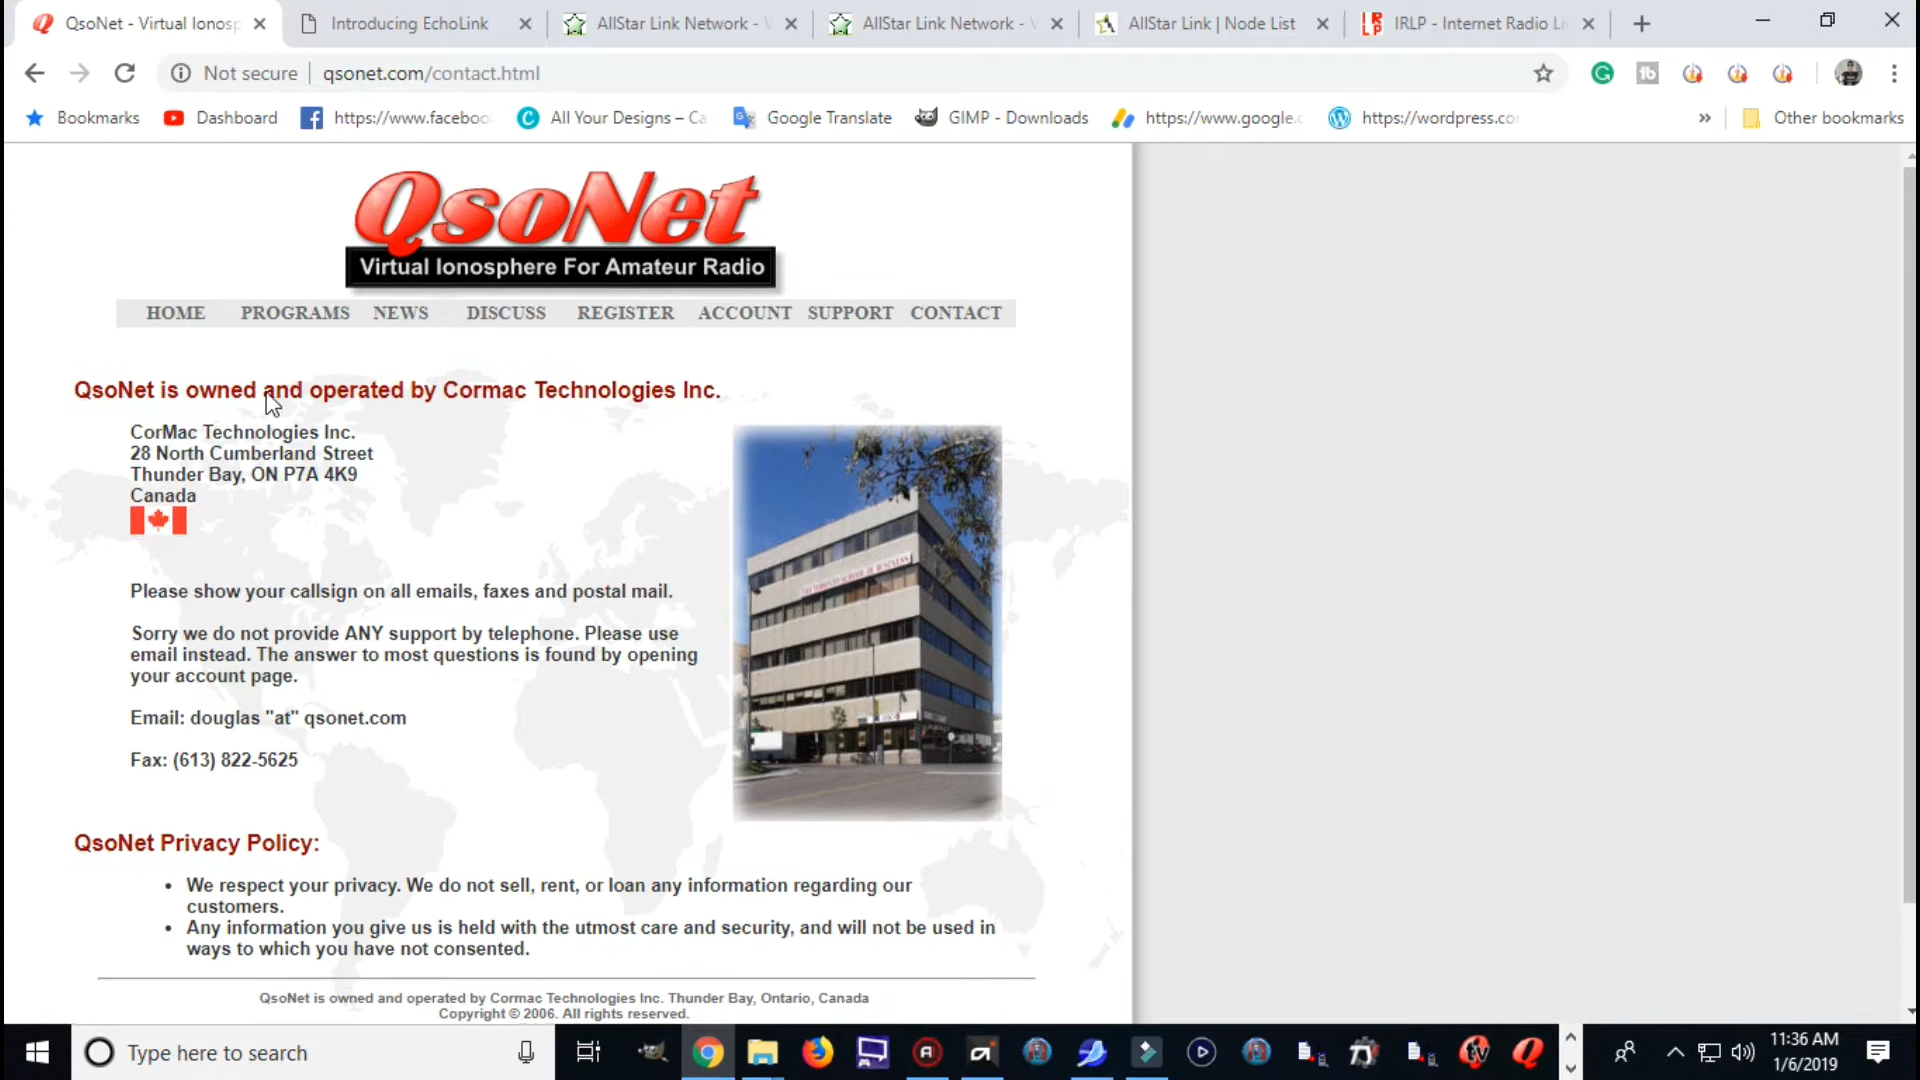 QsoNet - Virtual Ionosp
Introducing EchoLink
AllStar Link Network - V
AllStar Link Network - V
AllStar Link | Node List
IRLP - Internet Radio Li
Not secure
qsonet.com/contact.html
Bookmarks
Dashboard
https://www.faceboo
All Your Designs – Ca
Google Translate
GIMP - Downloads
https://www.google.c
https://wordpress.co
»
Other bookmarks
QsoNet
Virtual Ionosphere For Amateur Radio
HOME PROGRAMS NEWS DISCUSS REGISTER ACCOUNT SUPPORT CONTACT
QsoNet is owned and operated by Cormac Technologies Inc.
CorMac Technologies Inc.
28 North Cumberland Street
Thunder Bay, ON P7A 4K9
Canada
Please show your callsign on all emails, faxes and postal mail.
Sorry we do not provide ANY support by telephone. Please use
email instead. The answer to most questions is found by opening
your account page.
Email: douglas "at" qsonet.com
Fax: (613) 822-5625
QsoNet Privacy Policy:
• We respect your privacy. We do not sell, rent, or loan any information regarding our
customers.
• Any information you give us is held with the utmost care and security, and will not be used in
ways to which you have not consented.
QsoNet is owned and operated by Cormac Technologies Inc. Thunder Bay, Ontario, Canada
Copyright © 2006. All rights reserved.
Type here to search
11:36 AM
1/6/2019